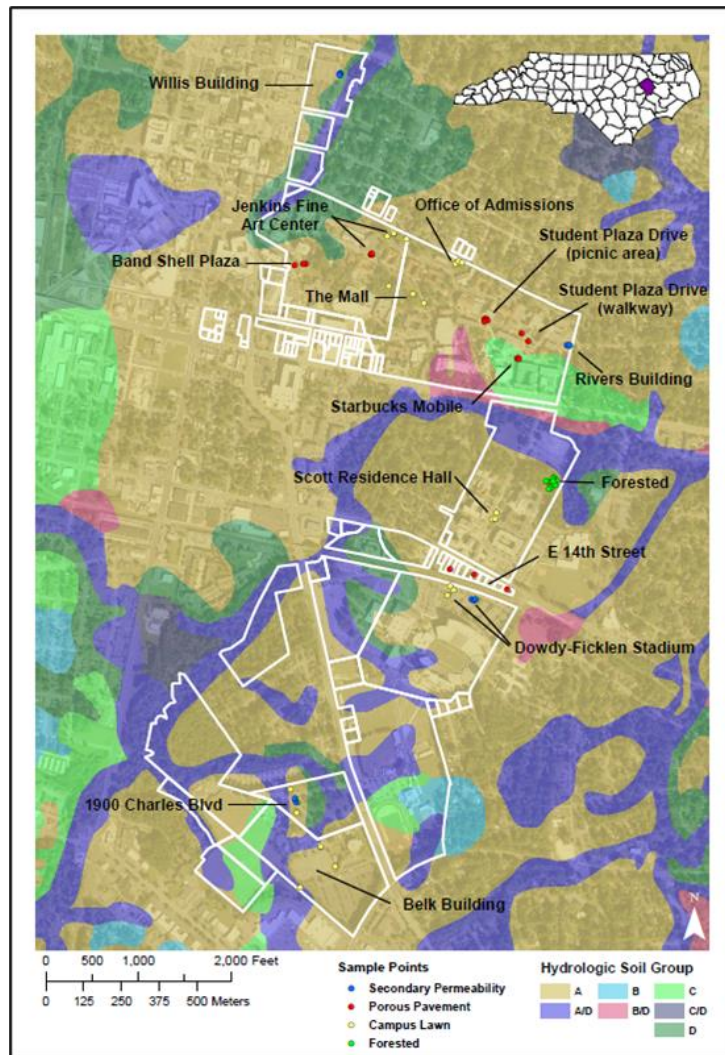 Willis Building
Jenkins Fine
Art Center
Office of Admissions
Student Plaza Drive
(picnic area)
Band Shell Plaza
The Mall
Student Plaza Drive
(walkway)
Rivers Building
Starbucks Mobile
Scott Residence Hall
Forested
E 14th Street
Dowdy-Ficklen Stadium
1900 Charles Blvd
Belk Building
N
0 1,000 2,000 Feet
0 125 250 375 500 Meters
Sample Points
Secondary Permeability
Porous Pavement
Campus Lawn
Forested
Hydrologic Soil Group
A B C
A/D B/D C/D
D